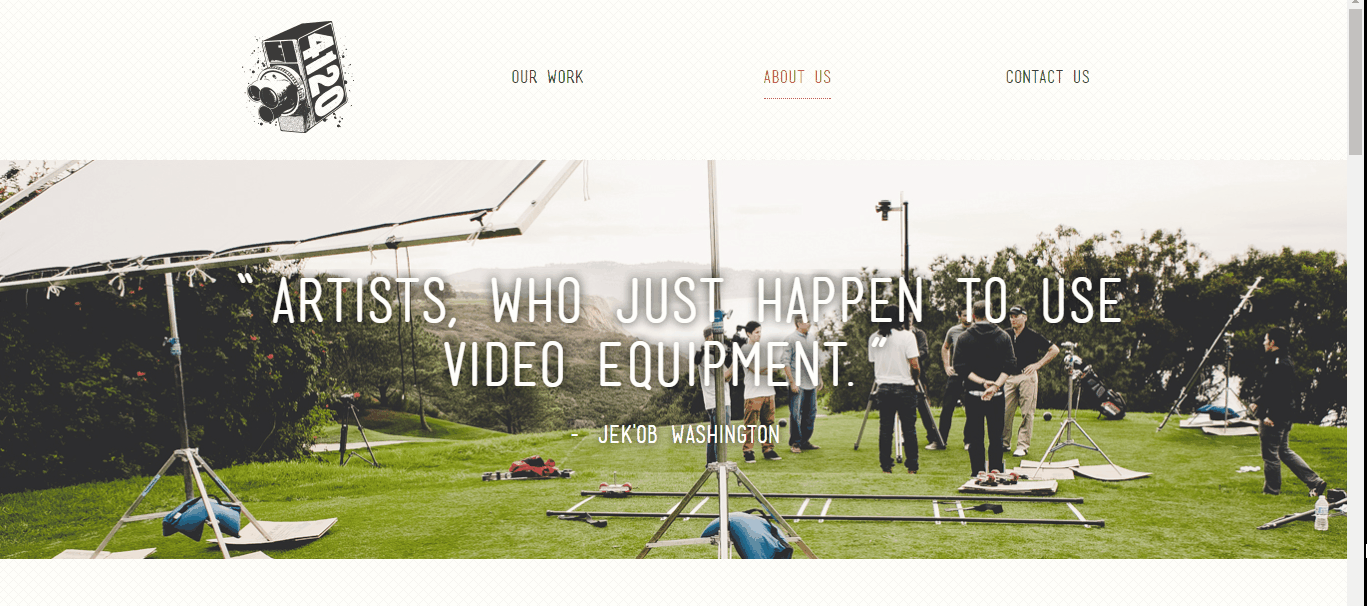 4120
OUR WORK
ABOUT US
CONTACT US
“ ARTISTS, WHO JUST HAPPEN TO USE
VIDEO EQUIPMENT.”
- JEK'OB WASHINGTON